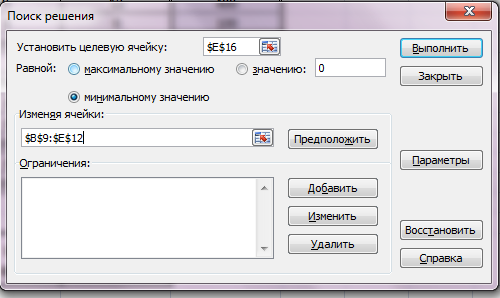 Поиск решения
Установить целевую ячейку: $E$16 Выполнить
Равной: максимальному значению значению: 0 Закрыть
минимальному значению
Изменяя ячейки:
$B$9:$E$12 Предположить
Параметры
Ограничения:
Добавить
Изменить
Восстановить
Удалить
Справка